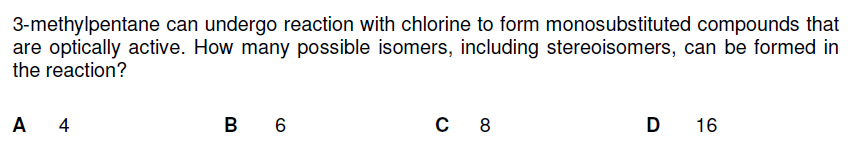 3-methylpentane can undergo reaction with chlorine to form monosubstituted compounds that
are optically active. How many possible isomers, including stereoisomers, can be formed in
the reaction?
A 4 B 6 C 8 D 16